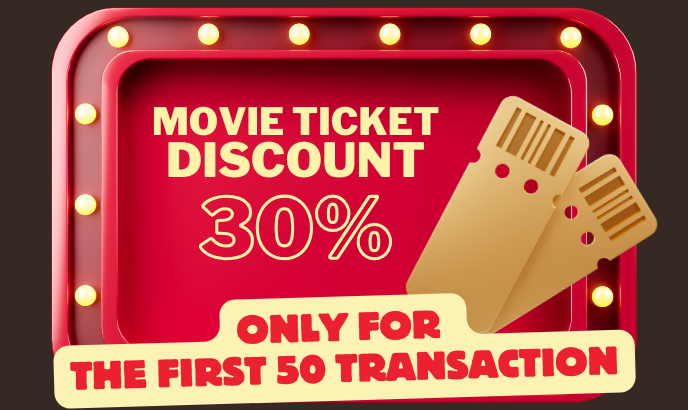 MOVIE TICKET
DISCOUNT
30%
ONLY FOR
THE FIRST 50 TRANSACTION